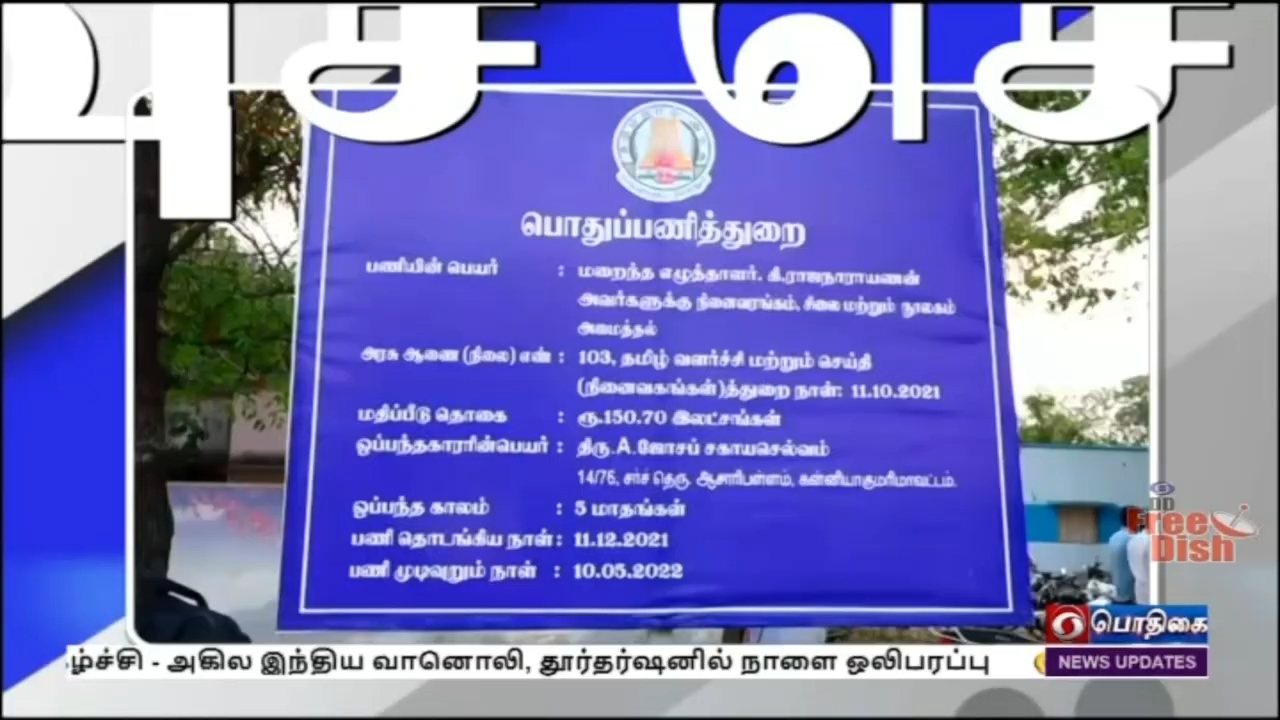 பொதுப்பணித்துறை
பணியின் பெயர் : மறைந்த எழுத்தாளர். கி.ராஜநாராயணன்
அவர்களுக்கு நினைவரங்கம், சிலை மற்றும் நூலகம்
அமைத்தல்
அரசு ஆணை (நிலை) எண் : 103, தமிழ் வளர்ச்சி மற்றும் செய்தி
(நினைவகங்கள்)த்துறை நாள்: 11.10.2021
மதிப்பீடு தொகை : ரூ.150.70 இலட்சங்கள்
ஒப்பந்தகாரரின்பெயர் : திரு.A.ஜோசப் சகாயசெல்வம்
14/76, சர்ச் தெரு, ஆசாரிபள்ளம், கன்னியாகுமரிமாவட்டம்.
ஒப்பந்த காலம் : 5 மாதங்கள்
பணி தொடங்கிய நாள் : 11.12.2021
பணி முடிவுறும் நாள் : 10.05.2022
DD
Free
Dish
பொதிகை
NEWS UPDATES
ழ்ச்சி - அகில இந்திய வானொலி, தூர்தர்ஷனில் நாளை ஒலிபரப்பு